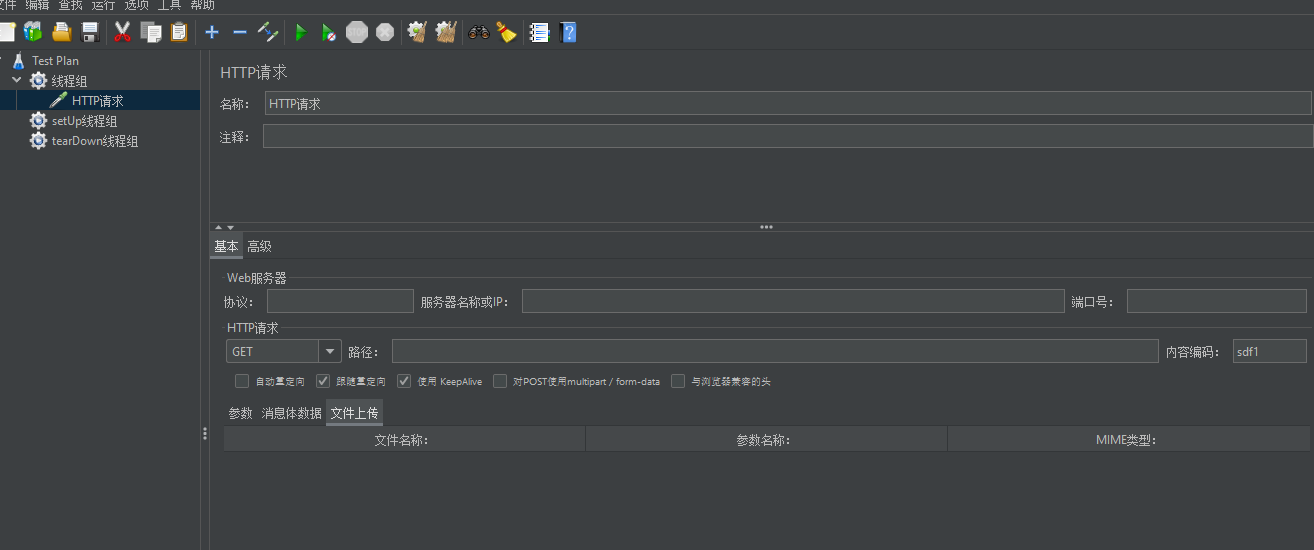 文件 编辑 查找 运行 选项 工具 帮助
STOP
Test Plan
线程组
HTTP请求
setUp线程组
tearDown线程组
HTTP请求
名称： HTTP请求
注释：
基本 高级
Web服务器
协议： 服务器名称或IP： 端口号：
HTTP请求
GET 路径： 内容编码： sdf1
自动重定向 跟随重定向 使用 KeepAlive 对POST使用multipart / form-data 与浏览器兼容的头
参数 消息体数据 文件上传
文件名称： 参数名称： MIME类型：